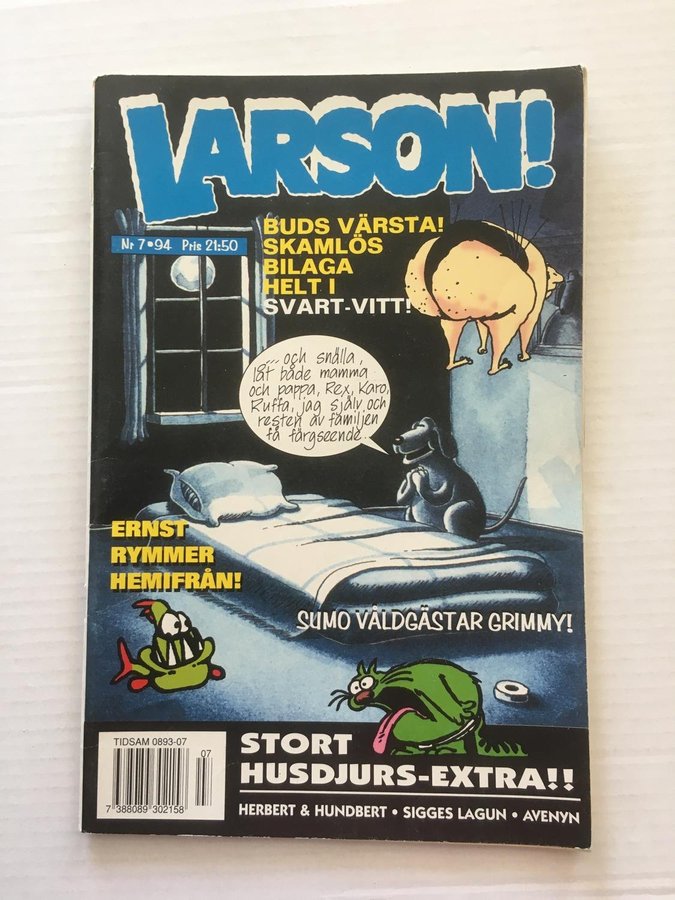 LARSON!
Nr 7•94 Pris 21:50
BUDS VÄRSTA!
SKAMLÖS
BILAGA
HELT I
SVART-VITT!
... och snälla,
låt både mamma
och pappa, Rex, Karo,
Ruffa, jag själv och
resten av familjen
få färgseende...
ERNST
RYMMER
HEMIFRÅN!
SUMO VÅLDGÄSTAR GRIMMY!
TIDSAM 0893-07
07
7 388089 302158
STORT
HUSDJURS-EXTRA!!
HERBERT & HUNDBERT • SIGGES LAGUN • AVENYN